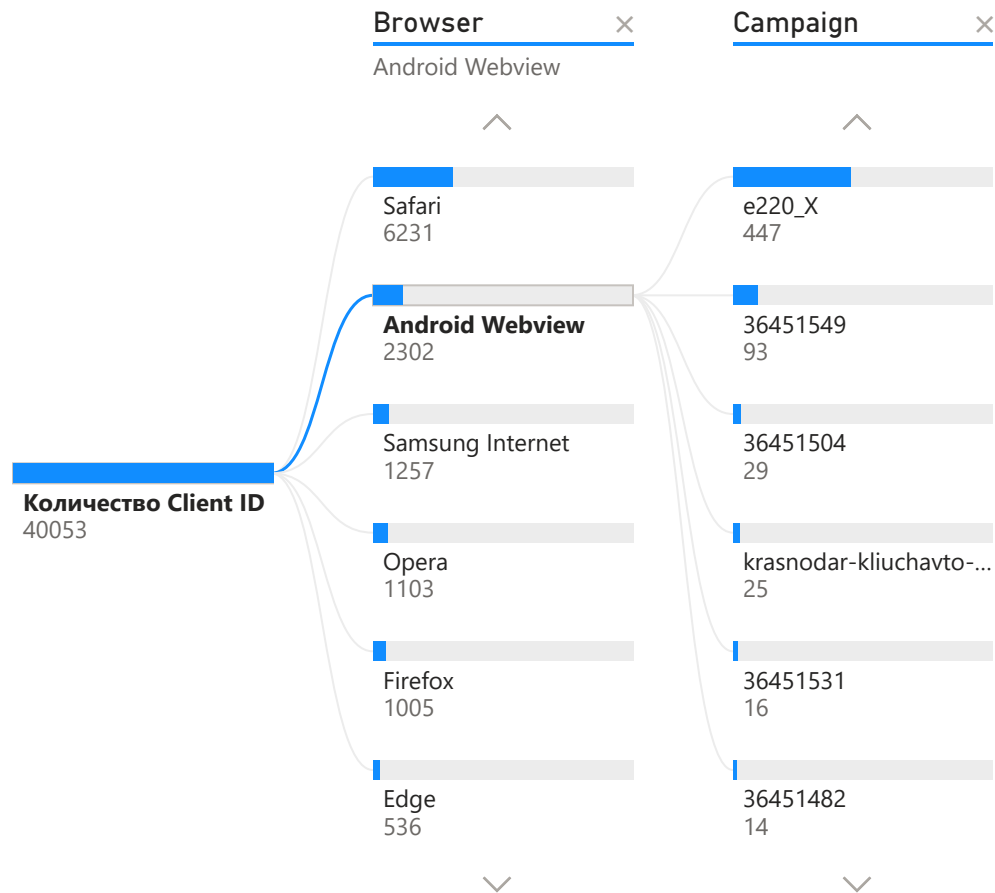 Browser
Campaign
Android Webview
Safari
6231
e220_X
447
Android Webview
2302
36451549
93
Samsung Internet
1257
36451504
29
Количество Client ID
40053
Opera
1103
krasnodar-kliuchavto-...
25
Firefox
1005
36451531
16
Edge
536
36451482
14